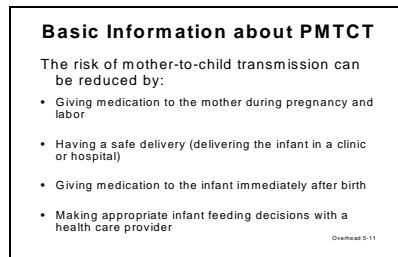 Basic Information about PMTCT
The risk of mother-to-child transmission can
be reduced by:
• Giving medication to the mother during pregnancy and
labor
• Having a safe delivery (delivering the infant in a clinic
or hospital)
• Giving medication to the infant immediately after birth
• Making appropriate infant feeding decisions with a
health care provider
Overhead 5-11